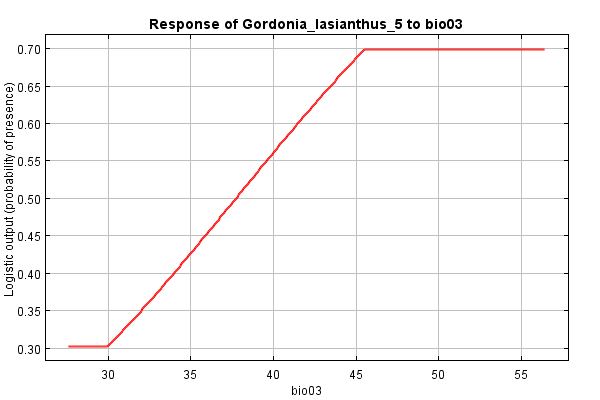 Response of Gordonia_lasianthus_5 to bio03
Logistic output (probability of presence)
0.70
0.65
0.60
0.55
0.50
0.45
0.40
0.35
0.30
30 35 40 45 50 55
bio03